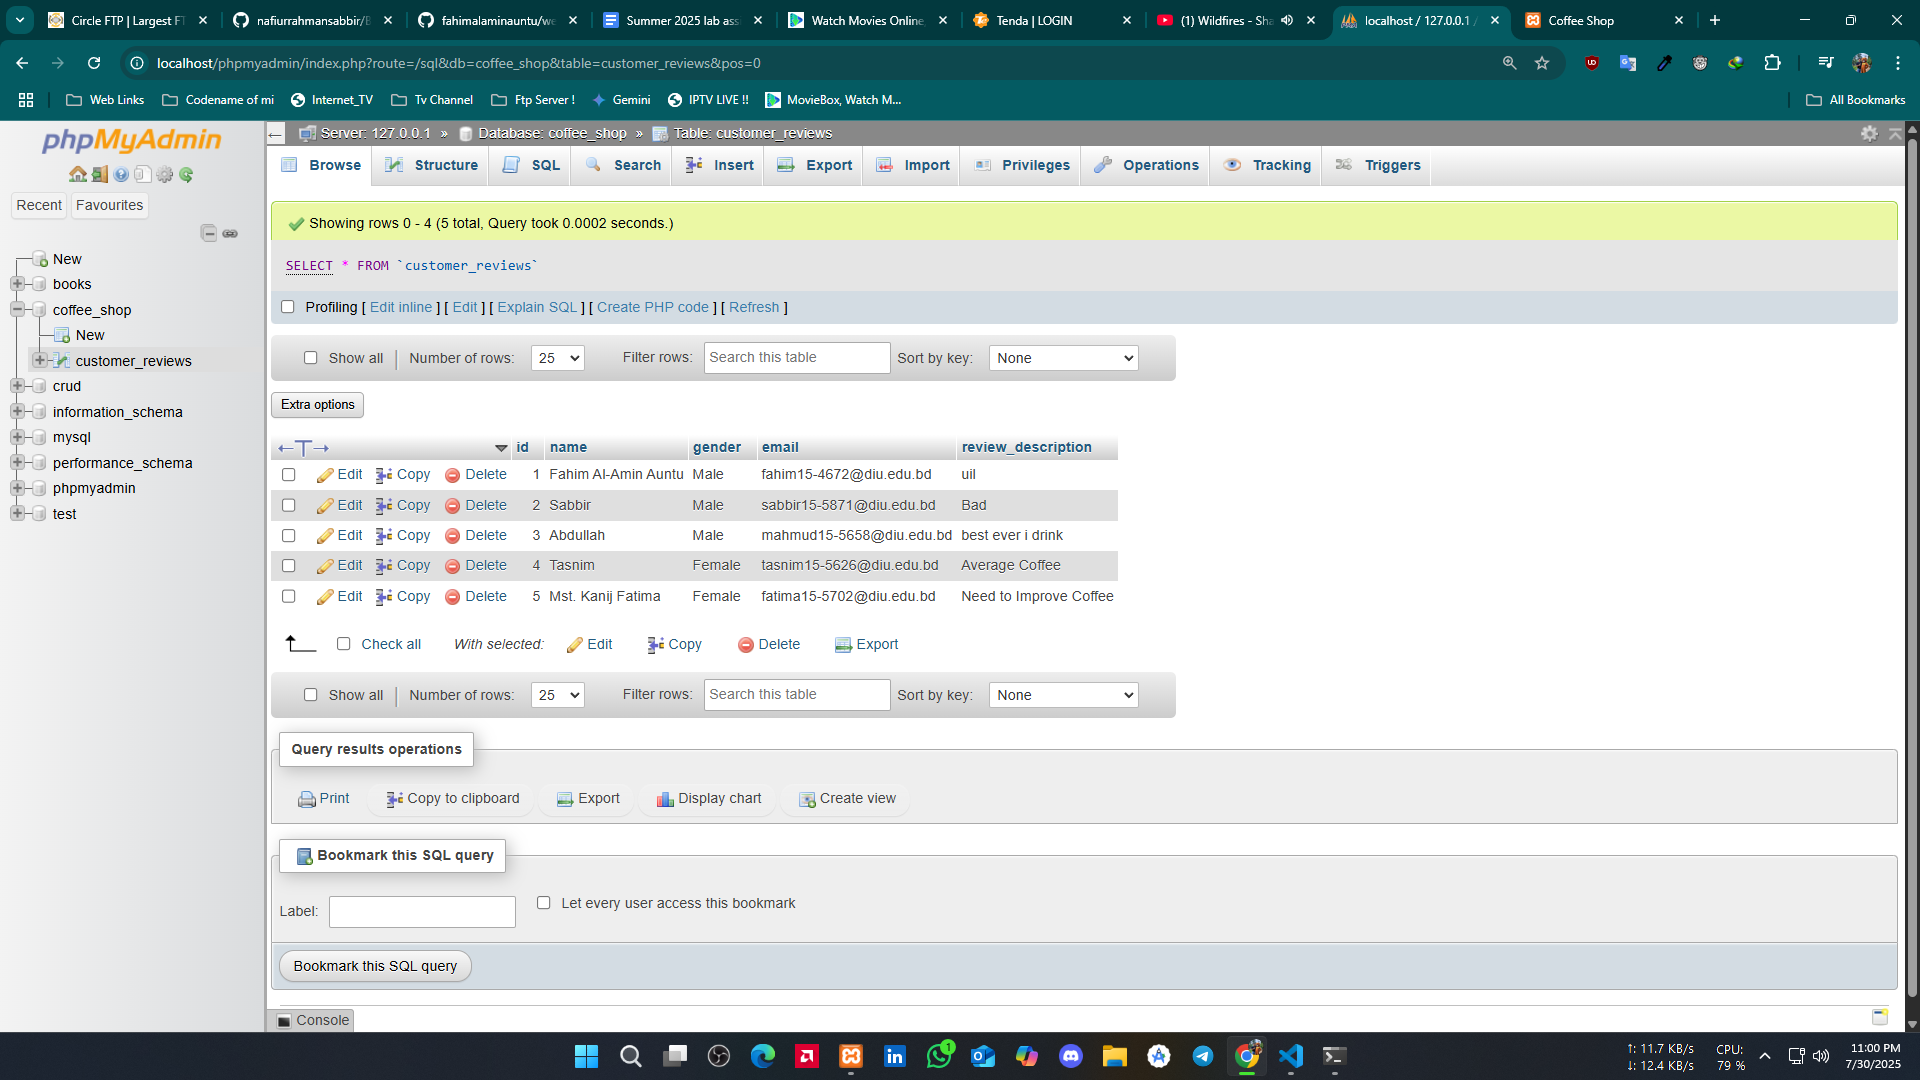 Circle FTP | Largest FT
nafiurrahmansabbir/B
fahimalaminauntu/we
Summer 2025 lab ass
Watch Movies Online,
Tenda | LOGIN
(1) Wildfires - Sha
localhost / 127.0.0.1 /
Coffee Shop
localhost/phpmyadmin/index.php?route=/sql&db=coffee_shop&table=customer_reviews&pos=0
Web Links
Codename of mi
Internet_TV
Tv Channel
Ftp Server !
Gemini
IPTV LIVE !!
MovieBox, Watch M...
All Bookmarks
phpMyAdmin
Recent Favourites
New
books
coffee_shop
New
customer_reviews
crud
information_schema
mysql
performance_schema
phpmyadmin
test
Server: 127.0.0.1 » Database: coffee_shop » Table: customer_reviews
Browse Structure SQL Search Insert Export Import Privileges Operations Tracking Triggers
Showing rows 0 - 4 (5 total, Query took 0.0002 seconds.)
SELECT * FROM `customer_reviews`
Profiling [ Edit inline ] [ Edit ] [ Explain SQL ] [ Create PHP code ] [ Refresh ]
Show all | Number of rows: 25 Filter rows: Search this table Sort by key: None
Extra options
←T→ id name gender email review_description
Edit Copy Delete 1 Fahim Al-Amin Auntu Male fahim15-4672@diu.edu.bd uil
Edit Copy Delete 2 Sabbir Male sabbir15-5871@diu.edu.bd Bad
Edit Copy Delete 3 Abdullah Male mahmud15-5658@diu.edu.bd best ever i drink
Edit Copy Delete 4 Tasnim Female tasnim15-5626@diu.edu.bd Average Coffee
Edit Copy Delete 5 Mst. Kanij Fatima Female fatima15-5702@diu.edu.bd Need to Improve Coffee
Check all With selected: Edit Copy Delete Export
Show all | Number of rows: 25 Filter rows: Search this table Sort by key: None
Query results operations
Print Copy to clipboard Export Display chart Create view
Bookmark this SQL query
Label: Let every user access this bookmark
Bookmark this SQL query
Console
1
↑: 11.7 KB/s CPU: 11:00 PM
↓: 12.4 KB/s 79 % 7/30/2025